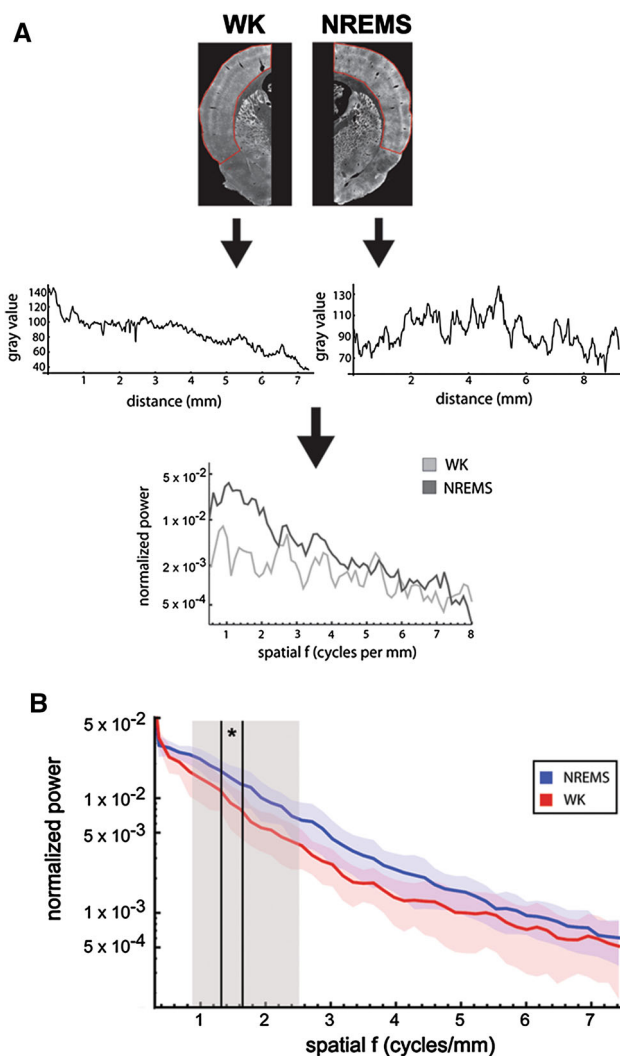 A
WK NREMS
140
120
100
80
60
40
gray value
1 2 3 4 5 6 7
distance (mm)
130
110
90
70
gray value
2 4 6 8
distance (mm)
5 x 10⁻²
1 x 10⁻²
2 x 10⁻³
5 x 10⁻⁴
normalized power
1 2 3 4 5 6 7 8
spatial f (cycles per mm)
WK
NREMS
B
5 x 10⁻²
1 x 10⁻²
5 x 10⁻³
1 x 10⁻³
5 x 10⁻⁴
normalized power
*
NREMS
WK
1 2 3 4 5 6 7
spatial f (cycles/mm)